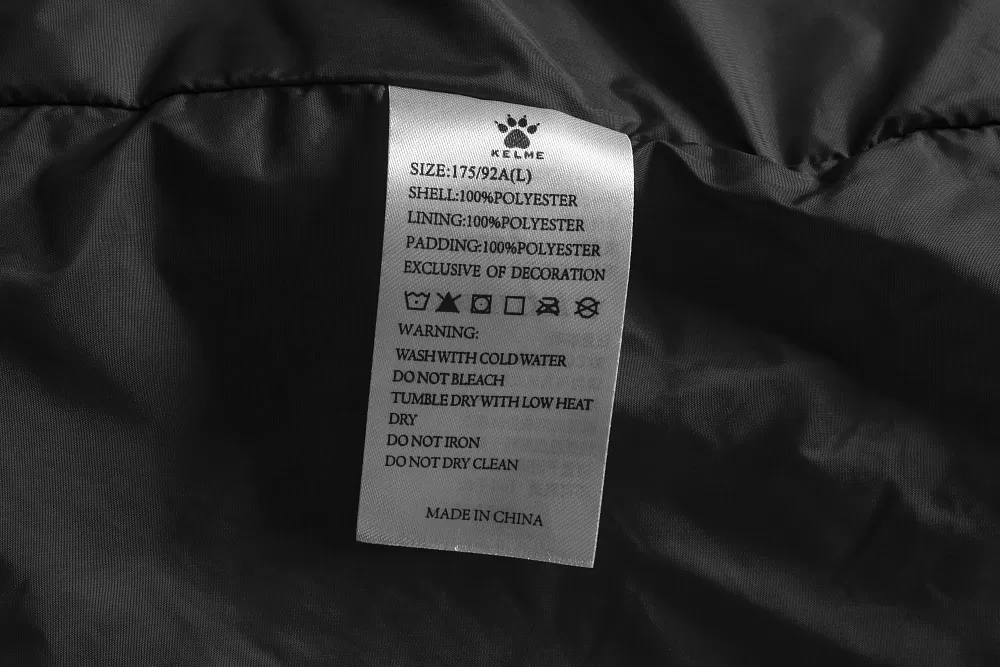 KELME
SIZE:175/92A(L)
SHELL:100%POLYESTER
LINING:100%POLYESTER
PADDING:100%POLYESTER
EXCLUSIVE OF DECORATION
WARNING:
WASH WITH COLD WATER
DO NOT BLEACH
TUMBLE DRY WITH LOW HEAT
DRY
DO NOT IRON
DO NOT DRY CLEAN
MADE IN CHINA